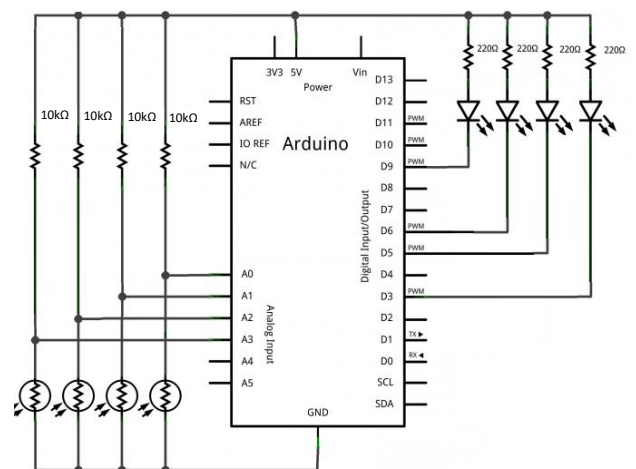 220Ω 220Ω 220Ω 220Ω
3V3 5V Vin
Power
10kΩ 10kΩ 10kΩ 10kΩ
Arduino
RST
AREF
IO REF
N/C
A0
A1
A2
A3
A4
A5
Analog Input
D13
D12
D11 PWM
D10 PWM
D9 PWM
D8
D7
D6 PWM
D5 PWM
D4
D3 PWM
D2
D1 TX
D0 RX
SCL
SDA
Digital Input/Output
GND